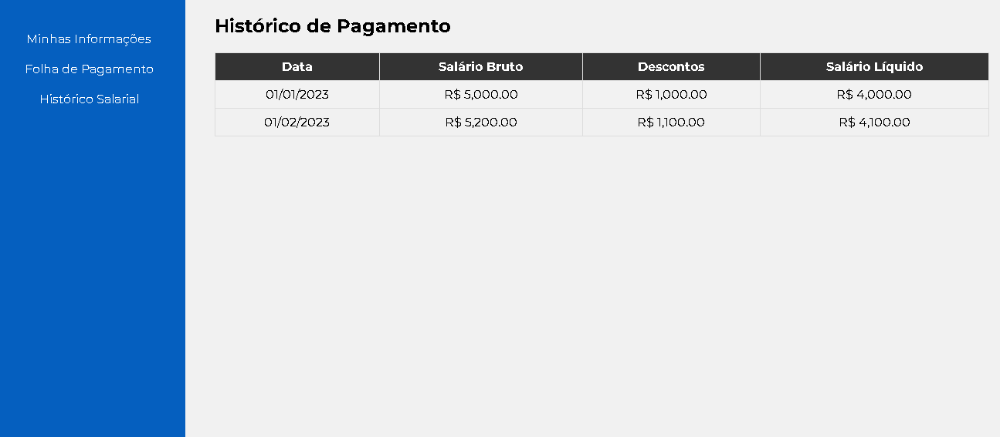 Minhas Informações
Folha de Pagamento
Histórico Salarial
Histórico de Pagamento
Data Salário Bruto Descontos Salário Líquido
01/01/2023 R$ 5,000.00 R$ 1,000.00 R$ 4,000.00
01/02/2023 R$ 5,200.00 R$ 1,100.00 R$ 4,100.00